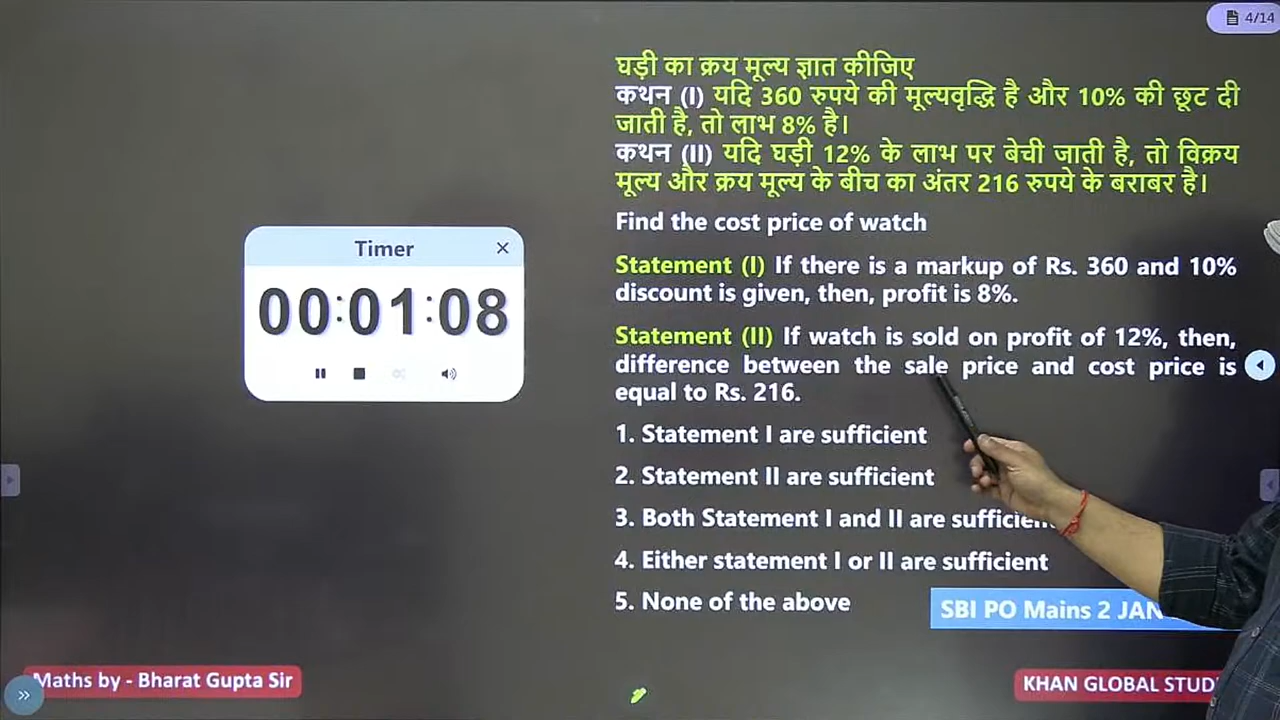 4/14
घड़ी का क्रय मूल्य ज्ञात कीजिए
कथन (I) यदि 360 रुपये की मूल्यवृद्धि है और 10% की छूट दी
जाती है, तो लाभ 8% है।
कथन (II) यदि घड़ी 12% के लाभ पर बेची जाती है, तो विक्रय
मूल्य और क्रय मूल्य के बीच का अंतर 216 रुपये के बराबर है।
Find the cost price of watch
Statement (I) If there is a markup of Rs. 360 and 10%
discount is given, then, profit is 8%.
Statement (II) If watch is sold on profit of 12%, then,
difference between the sale price and cost price is
equal to Rs. 216.
1. Statement I are sufficient
2. Statement II are sufficient
3. Both Statement I and II are sufficient
4. Either statement I or II are sufficient
5. None of the above
SBI PO Mains 2 JAN
Timer
00:01:08
Maths by - Bharat Gupta Sir
KHAN GLOBAL